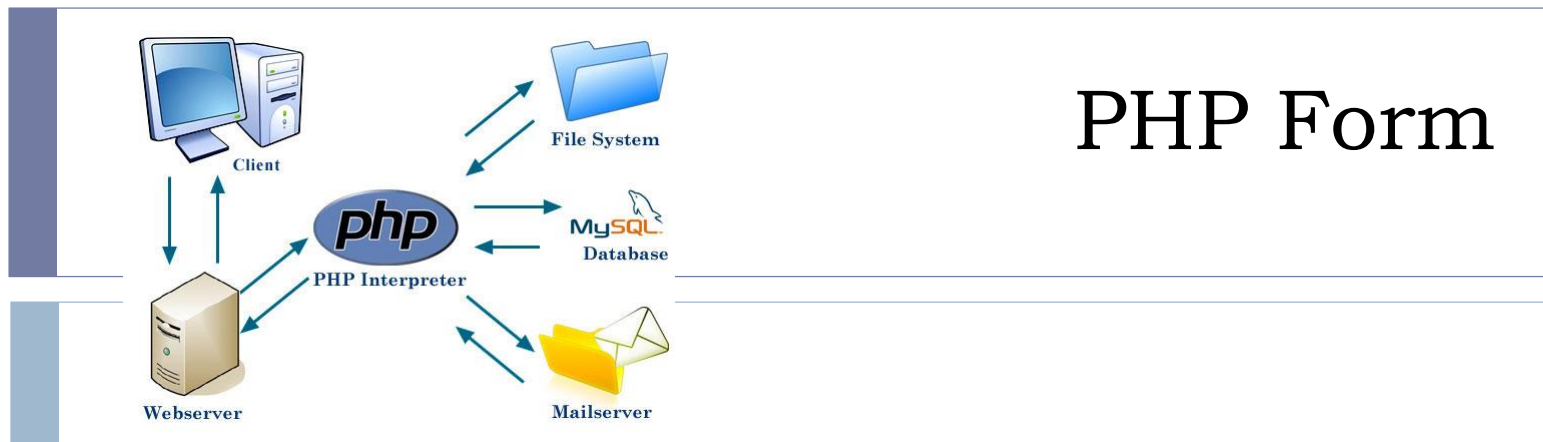 PHP Form
File System
Client
php
MySQL
Database
PHP Interpreter
Webserver
Mailserver